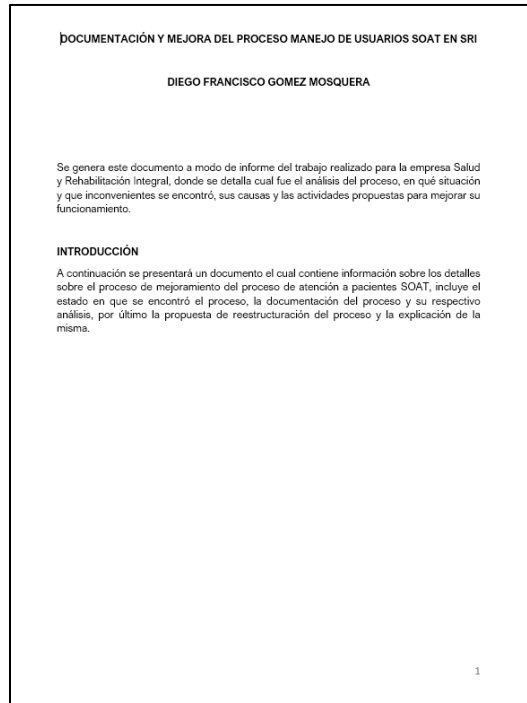 DOCUMENTACIÓN Y MEJORA DEL PROCESO MANEJO DE USUARIOS SOAT EN SRI
DIEGO FRANCISCO GOMEZ MOSQUERA
Se genera este documento a modo de informe del trabajo realizado para la empresa Salud
y Rehabilitación Integral, donde se detalla cual fue el análisis del proceso, en qué situación
y que inconvenientes se encontró, sus causas y las actividades propuestas para mejorar su
funcionamiento.
INTRODUCCIÓN
A continuación se presentará un documento el cual contiene información sobre los detalles
sobre el proceso de mejoramiento del proceso de atención a pacientes SOAT, incluye el
estado en que se encontró el proceso, la documentación del proceso y su respectivo
análisis, por último la propuesta de reestructuración del proceso y la explicación de la
misma.
1